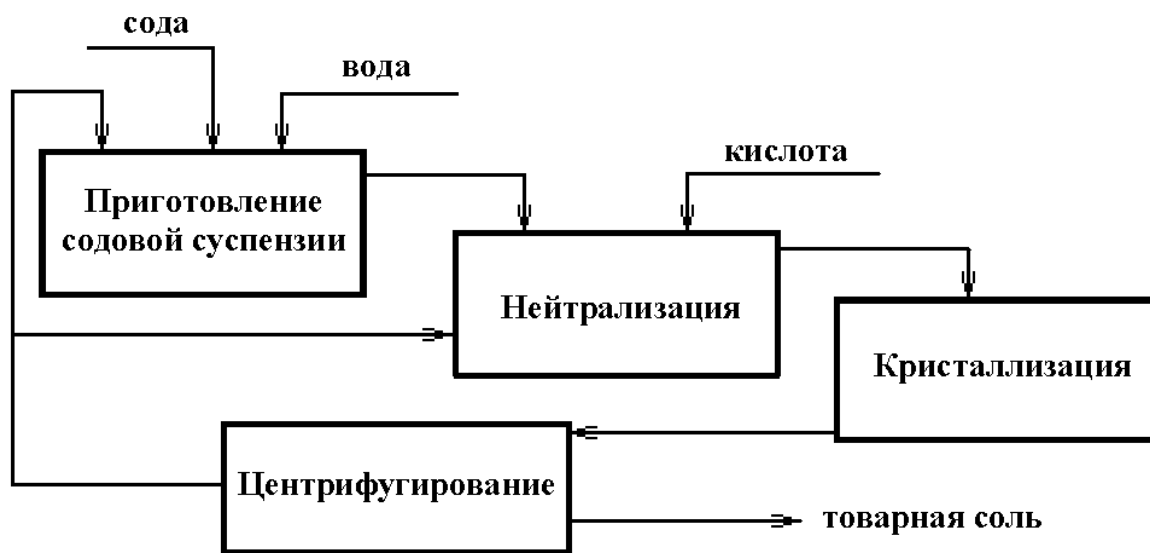 сода
вода
кислота
Приготовление
содовой суспензии
Нейтрализация
Кристаллизация
Центрифугирование
товарная соль